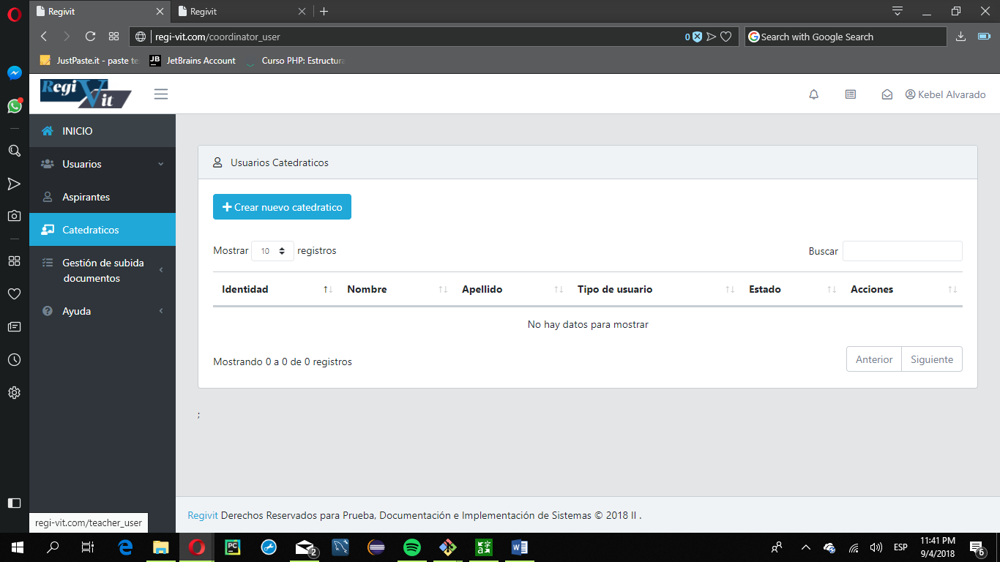 Regivit
Regivit
regi-vit.com/coordinator_user
0
Search with Google Search
JustPaste.it - paste te
JB
JetBrains Account
Curso PHP: Estructura
Regi Vit
Kebel Alvarado
INICIO
Usuarios
Aspirantes
Catedraticos
Gestión de subida
documentos
Ayuda
Usuarios Catedraticos
Crear nuevo catedratico
Mostrar 10 registros
Buscar
Identidad Nombre Apellido Tipo de usuario Estado Acciones
No hay datos para mostrar
Mostrando 0 a 0 de 0 registros
Anterior Siguiente
;
Regivit Derechos Reservados para Prueba, Documentación e Implementación de Sistemas © 2018 II .
regi-vit.com/teacher_user
PC
2
ESP
11:41 PM
9/4/2018
6